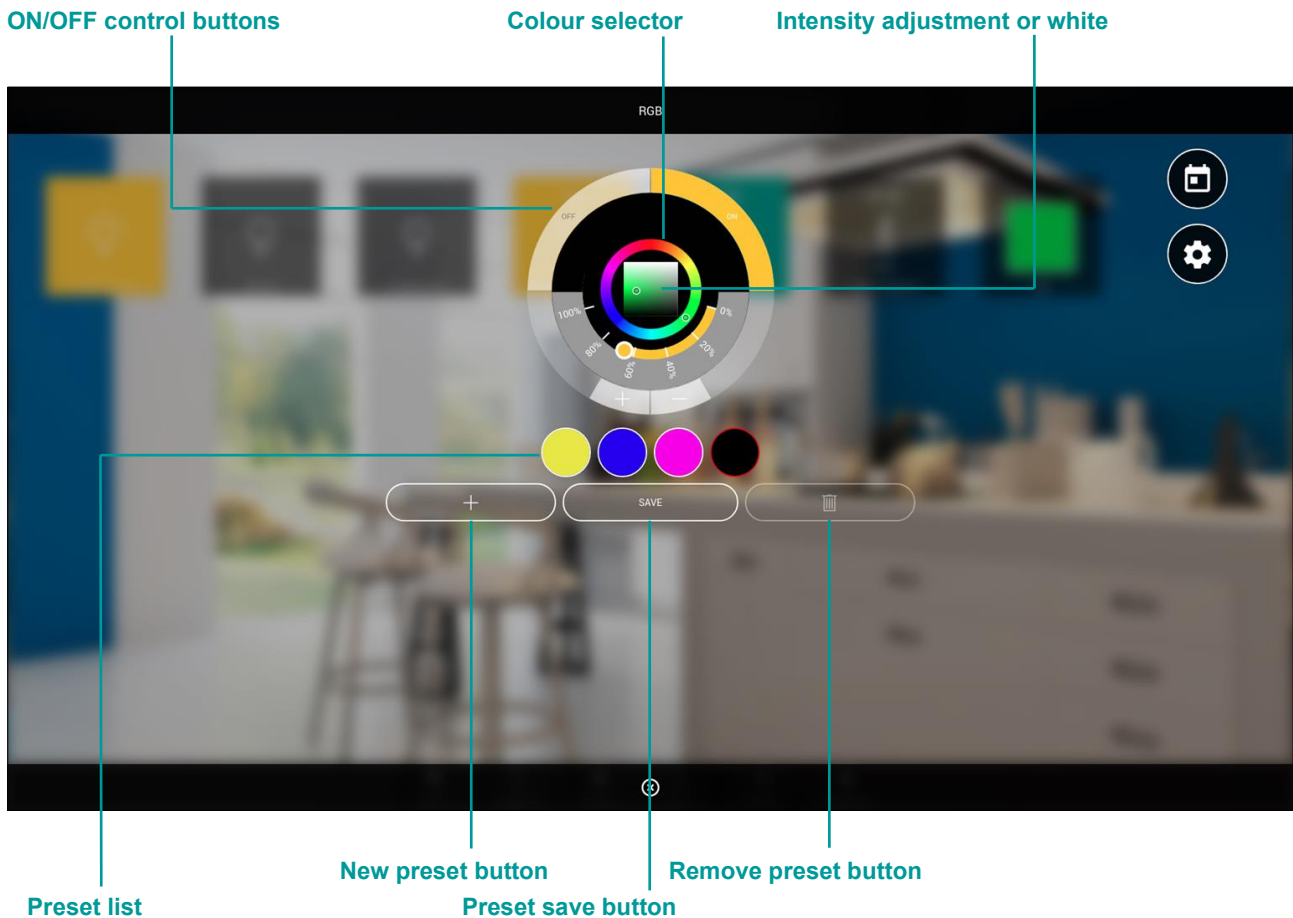 ON/OFF control buttons
Colour selector
Intensity adjustment or white
RGB
OFF
ON
100%
0%
80%
20%
60%
40%
+
−
+
SAVE
New preset button
Remove preset button
Preset list
Preset save button